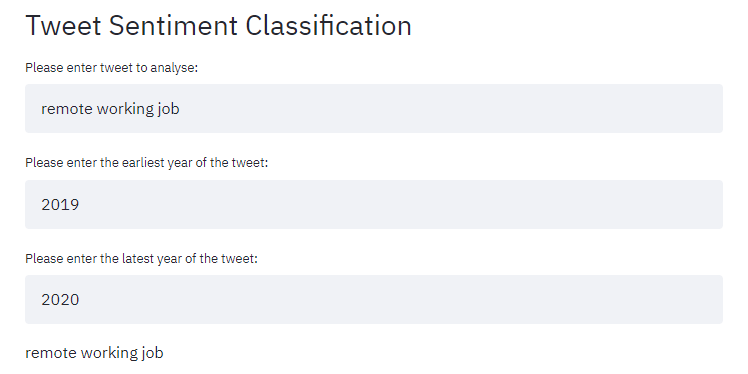 Tweet Sentiment Classification
Please enter tweet to analyse:
remote working job
Please enter the earliest year of the tweet:
2019
Please enter the latest year of the tweet:
2020
remote working job